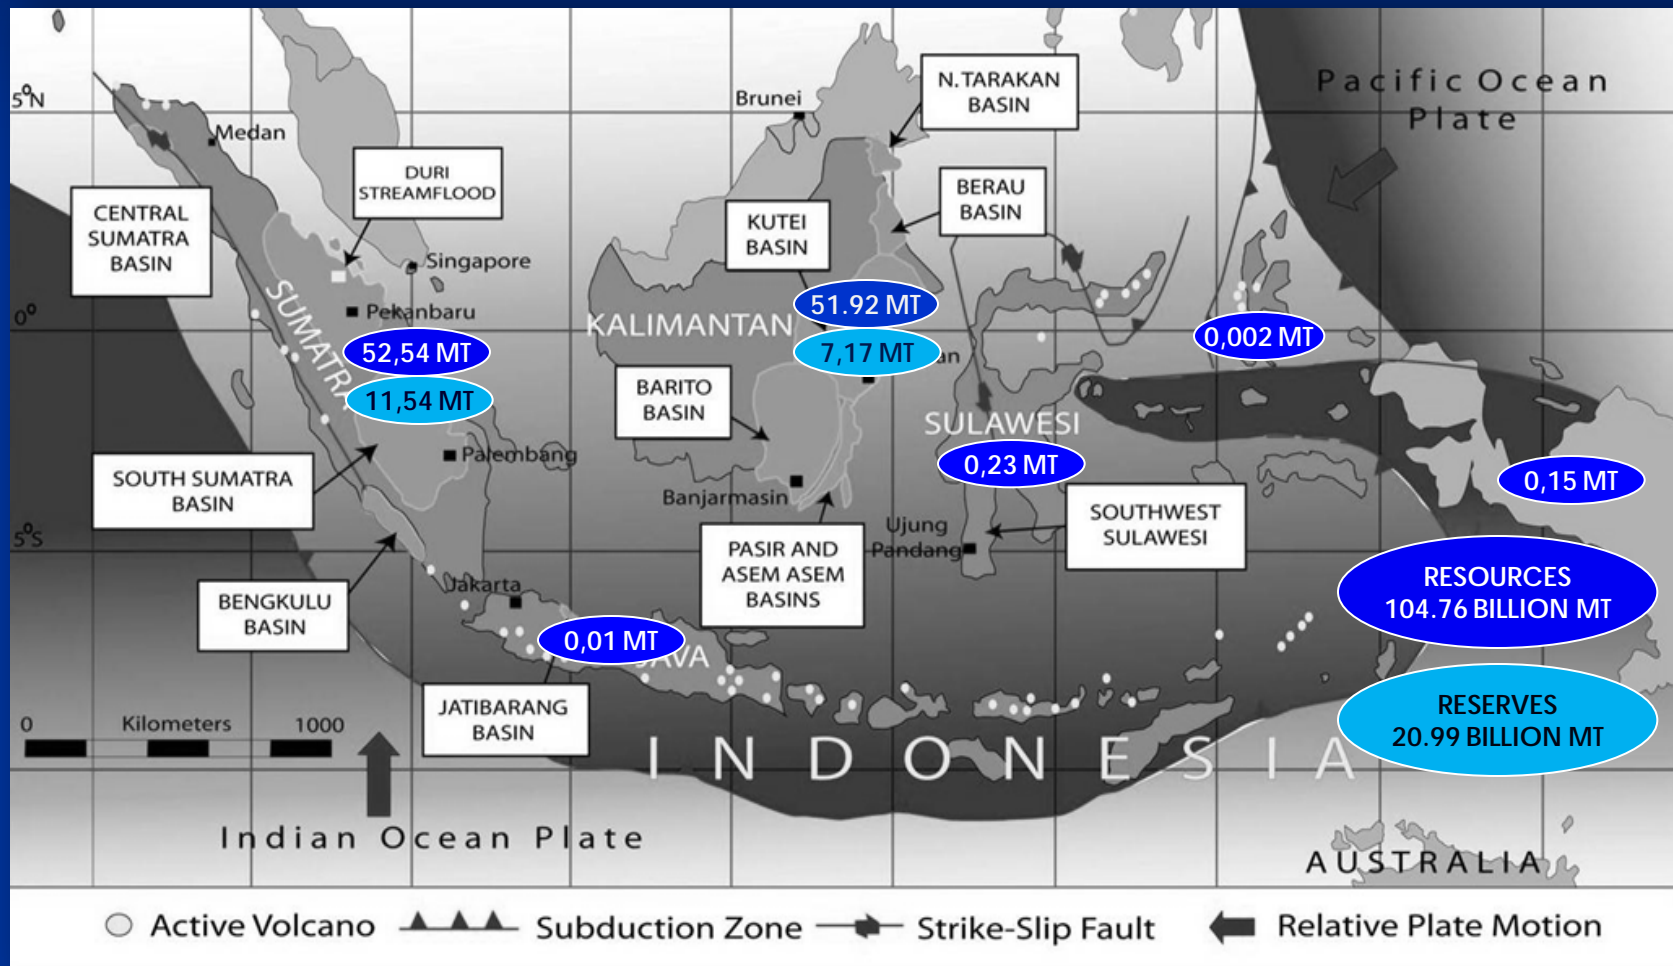 Pacific Ocean
Plate
N.TARAKAN
BASIN
Brunei
5°N
Medan
DURI
STREAMFLOOD
BERAU
BASIN
CENTRAL
SUMATRA
BASIN
KUTEI
BASIN
Singapore
SUMATRA
Pekanbaru
0°
KALIMANTAN
51.92 MT
7,17 MT
0,002 MT
52,54 MT
11,54 MT
BARITO
BASIN
SULAWESI
0,23 MT
0,15 MT
Palembang
SOUTH SUMATRA
BASIN
Banjarmasin
Ujung
Pandang
SOUTHWEST
SULAWESI
5°S
PASIR AND
ASEM ASEM
BASINS
Jakarta
BENGKULU
BASIN
0,01 MT
JAVA
RESOURCES
104.76 BILLION MT
RESERVES
20.99 BILLION MT
JATIBARANG
BASIN
0 Kilometers 1000
INDONESIA
Indian Ocean Plate
AUSTRALIA
Active Volcano Subduction Zone Strike-Slip Fault Relative Plate Motion